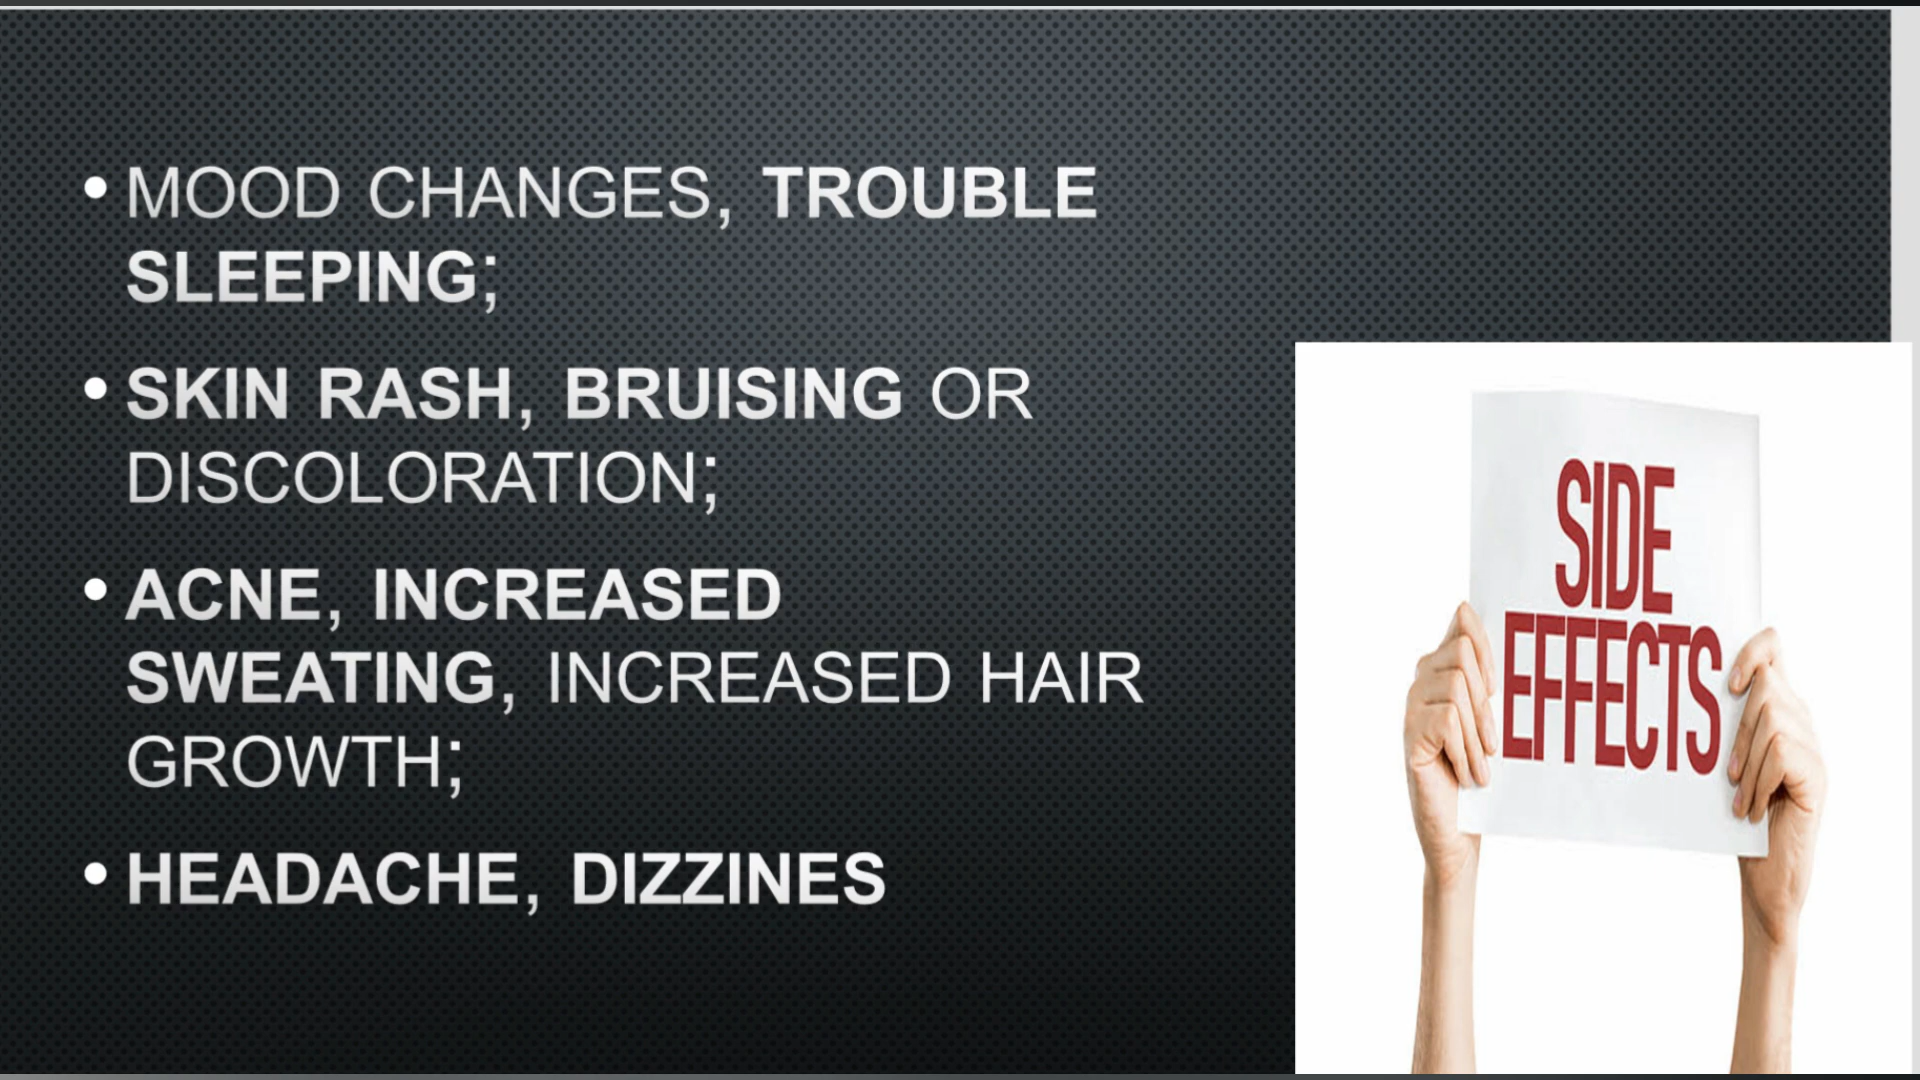 • MOOD CHANGES, TROUBLE
SLEEPING;
• SKIN RASH, BRUISING OR
DISCOLORATION;
• ACNE, INCREASED
SWEATING, INCREASED HAIR
GROWTH;
• HEADACHE, DIZZINES
SIDE
EFFECTS